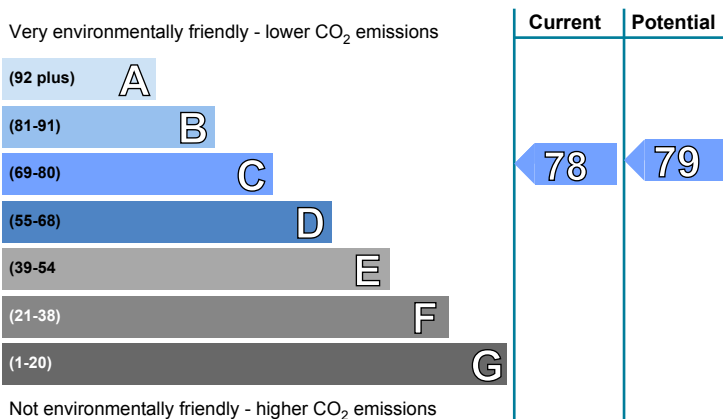 Current Potential
Very environmentally friendly - lower CO2 emissions
(92 plus) A
(81-91) B
(69-80) C 78 79
(55-68) D
(39-54 E
(21-38) F
(1-20) G
Not environmentally friendly - higher CO2 emissions